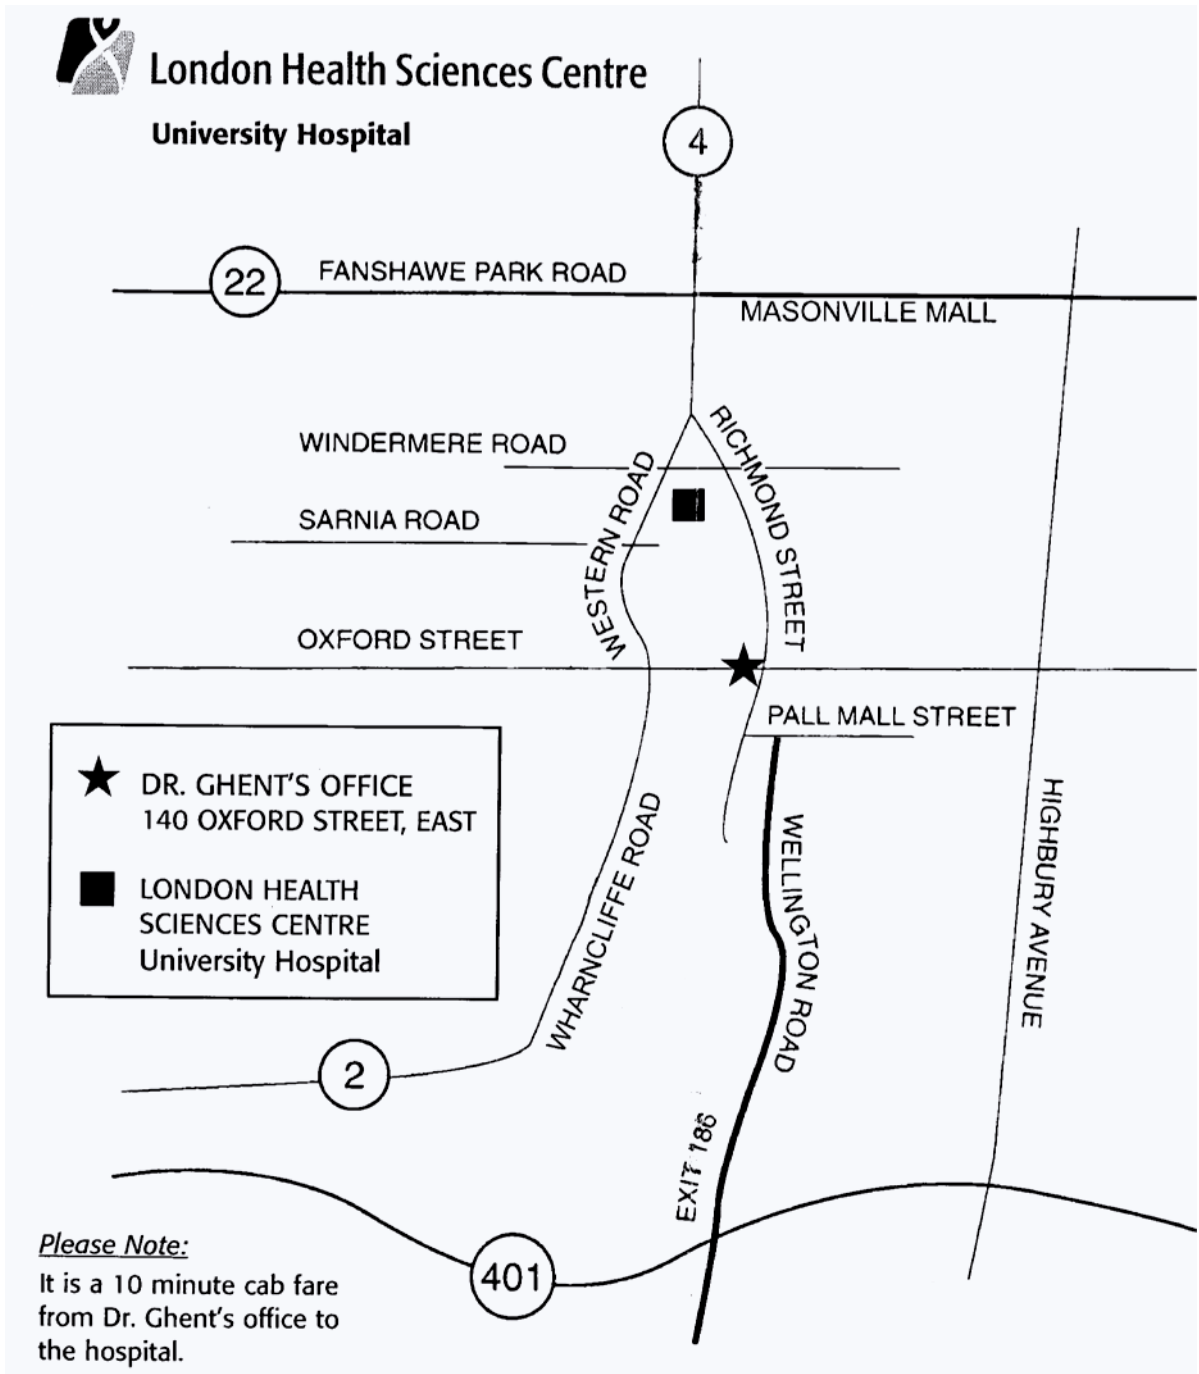 London Health Sciences Centre
University Hospital
4
22
FANSHAWE PARK ROAD
MASONVILLE MALL
WINDERMERE ROAD
RICHMOND STREET
WESTERN ROAD
SARNIA ROAD
OXFORD STREET
PALL MALL STREET
★ DR. GHENT'S OFFICE
140 OXFORD STREET, EAST
■ LONDON HEALTH
SCIENCES CENTRE
University Hospital
WHARNCLIFFE ROAD
WELLINGTON ROAD
HIGHBURY AVENUE
2
EXIT 186
401
Please Note:
It is a 10 minute cab fare
from Dr. Ghent's office to
the hospital.